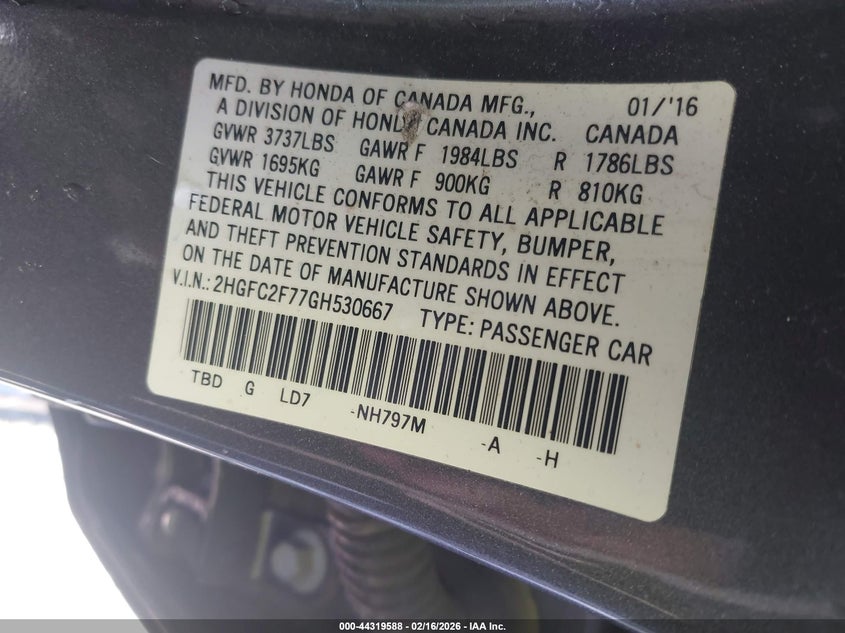 MFD. BY HONDA OF CANADA MFG., 01/'16
A DIVISION OF HONDA CANADA INC. CANADA
GVWR 3737LBS GAWR F 1984LBS R 1786LBS
GVWR 1695KG GAWR F 900KG R 810KG
THIS VEHICLE CONFORMS TO ALL APPLICABLE
FEDERAL MOTOR VEHICLE SAFETY, BUMPER,
AND THEFT PREVENTION STANDARDS IN EFFECT
ON THE DATE OF MANUFACTURE SHOWN ABOVE.
V.I.N.: 2HGFC2F77GH530667 TYPE: PASSENGER CAR
TBD G LD7 -NH797M -A -H
000-44319588 - 02/16/2026 - IAA Inc.